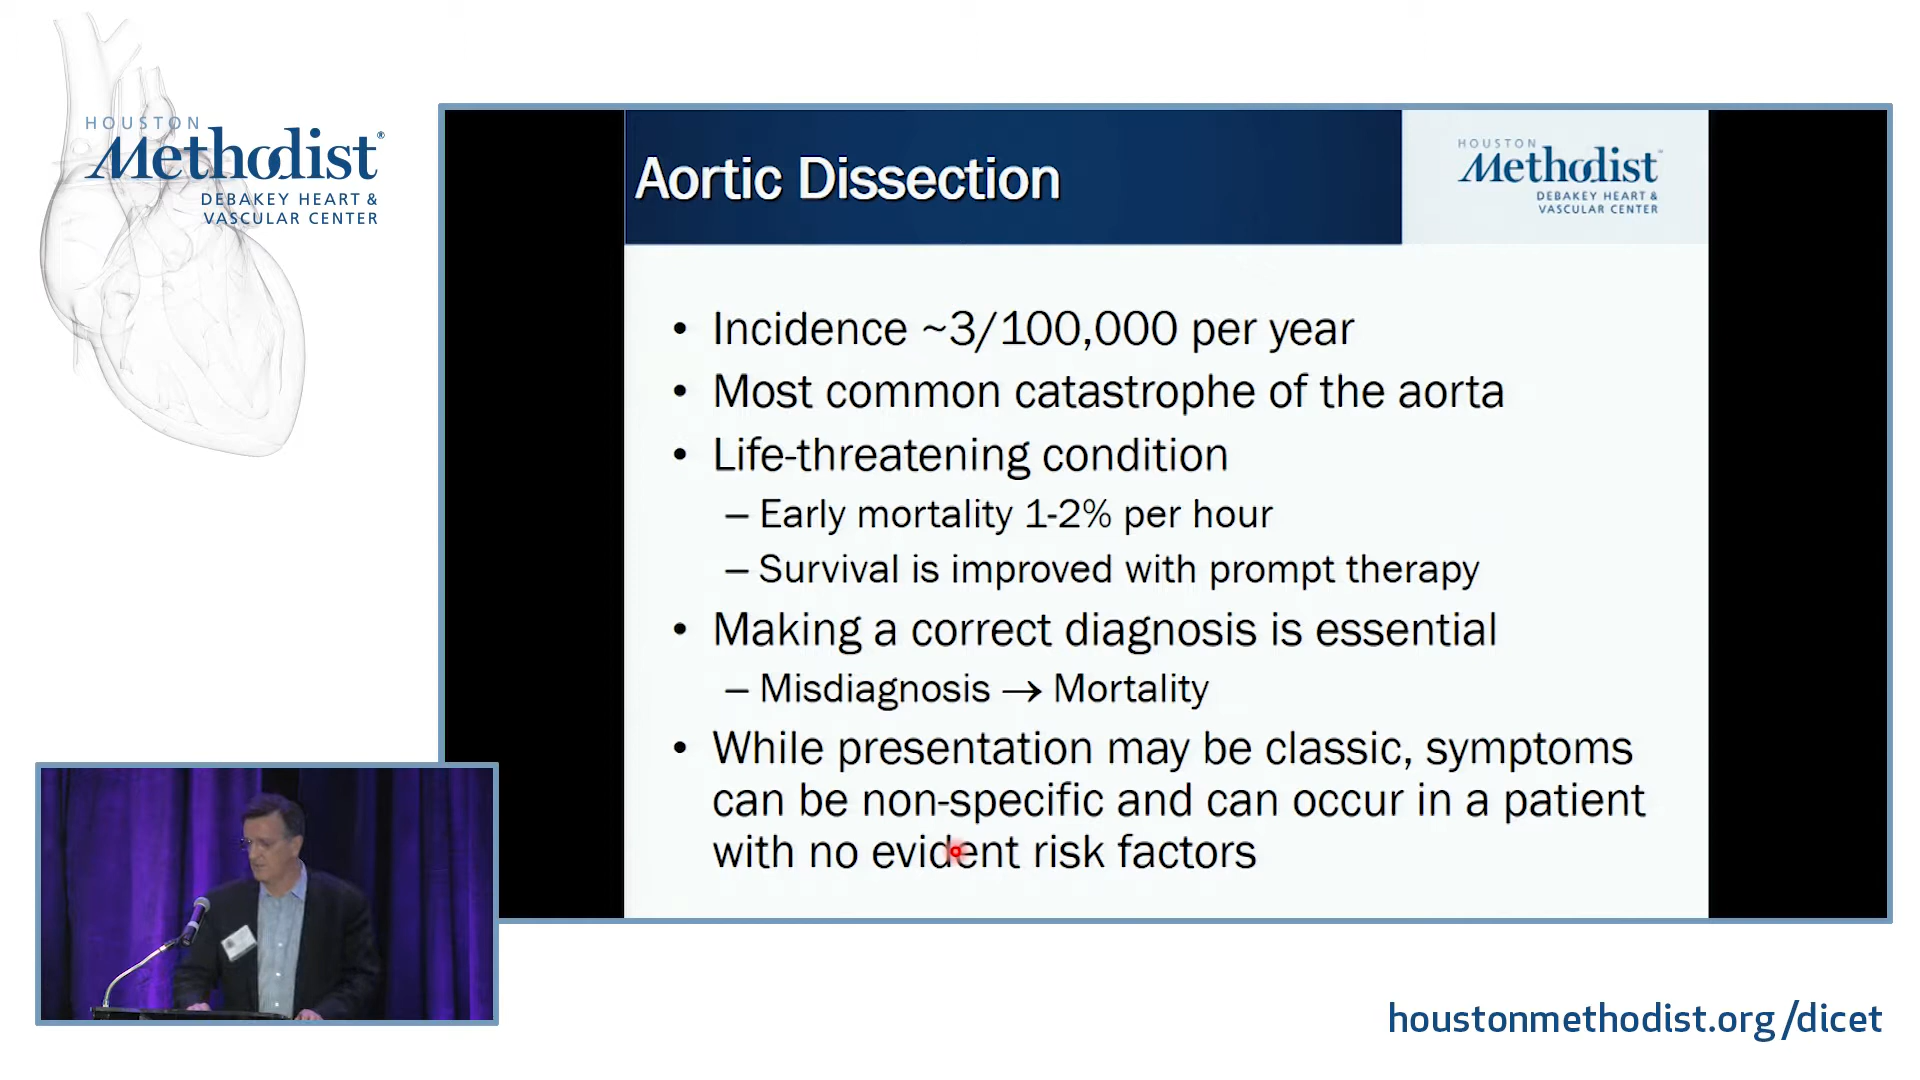 HOUSTON
Methodist®
DEBAKEY HEART &
VASCULAR CENTER
Aortic Dissection
HOUSTON
Methodist™
DEBAKEY HEART &
VASCULAR CENTER
• Incidence ~3/100,000 per year
• Most common catastrophe of the aorta
• Life-threatening condition
– Early mortality 1-2% per hour
– Survival is improved with prompt therapy
• Making a correct diagnosis is essential
– Misdiagnosis → Mortality
• While presentation may be classic, symptoms
can be non-specific and can occur in a patient
with no evident risk factors
houstonmethodist.org/dicet